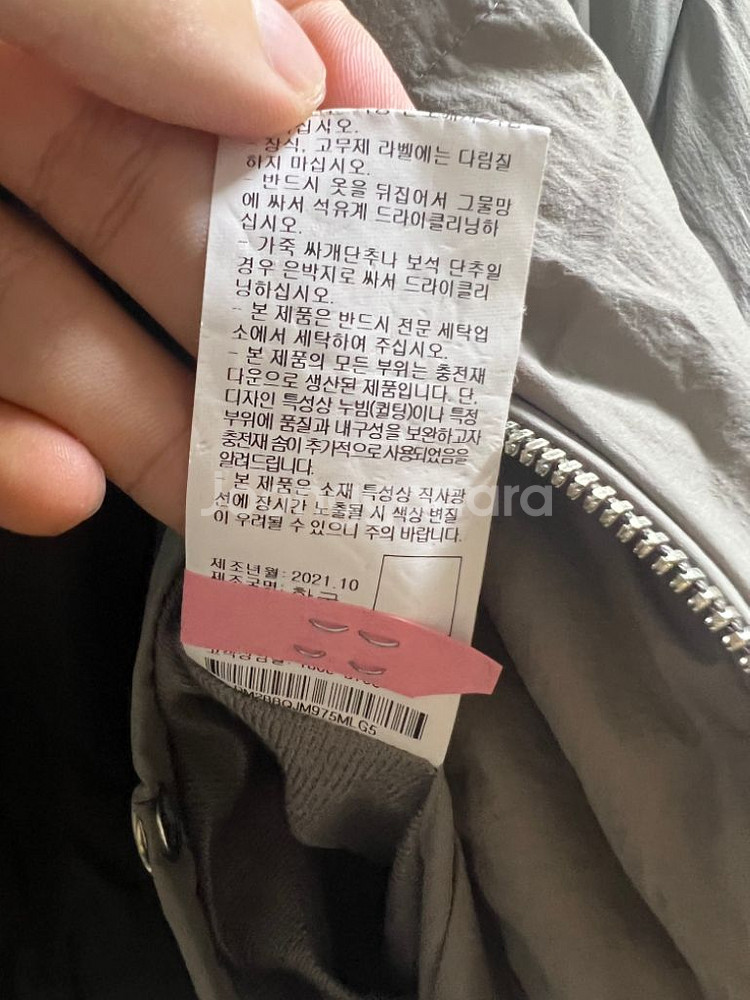 십시오.
- 장식, 고무제 라벨에는 다림질
하지 마십시오.
- 반드시 옷을 뒤집어서 그물망
에 싸서 석유계 드라이클리닝하
십시오.
- 가죽 싸개단추나 보석 단추일
경우 은박지로 싸서 드라이클리
닝하십시오.
- 본 제품은 반드시 전문 세탁업
소에서 세탁하여 주십시오.
- 본 제품의 모든 부위는 충전재
다운으로 생산된 제품입니다. 단,
디자인 특성상 누빔(퀼팅)이나 특정
부위에 품질과 내구성을 보완하고자
충전재 솜이 추가적으로 사용되었음을
알려드립니다.
- 본 제품은 소재 특성상 직사광
선에 장시간 노출될 시 색상 변질
이 우려될 수 있으니 주의 바랍니다.
제조년월: 2021.10
제조국명: 한국